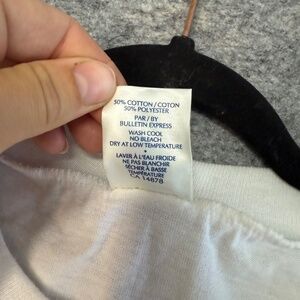 50% COTTON / COTON
50% POLYESTER
PAR / BY
BULLETIN EXPRESS
WASH COOL
NO BLEACH
DRY AT LOW TEMPERATURE
•
LAVER À L'EAU FROIDE
NE PAS BLANCHIR
SÉCHER À BASSE
TEMPÉRATURE
CA 14878